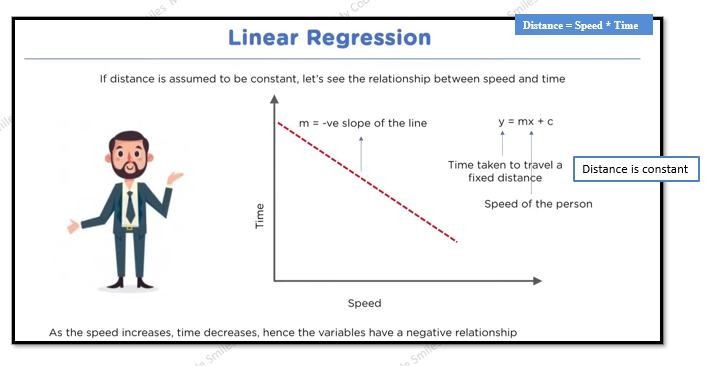 Distance = Speed * Time
Linear Regression
If distance is assumed to be constant, let's see the relationship between speed and time
m = -ve slope of the line
y = mx + c
Time taken to travel a
fixed distance
Distance is constant
Speed of the person
Time
Speed
As the speed increases, time decreases, hence the variables have a negative relationship